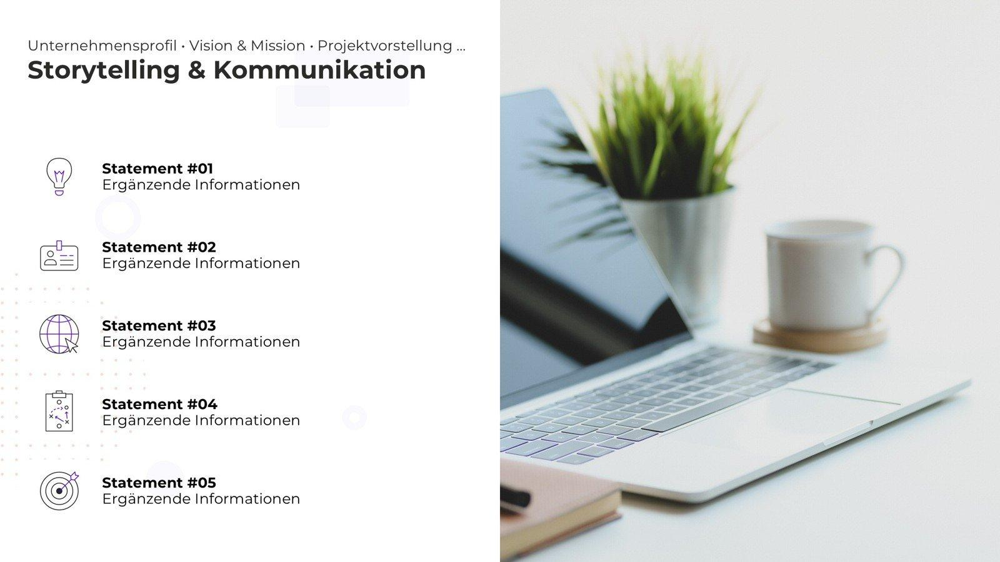 Unternehmensprofil • Vision & Mission • Projektvorstellung ...
Storytelling & Kommunikation
Statement #01
Ergänzende Informationen
Statement #02
Ergänzende Informationen
Statement #03
Ergänzende Informationen
Statement #04
Ergänzende Informationen
Statement #05
Ergänzende Informationen